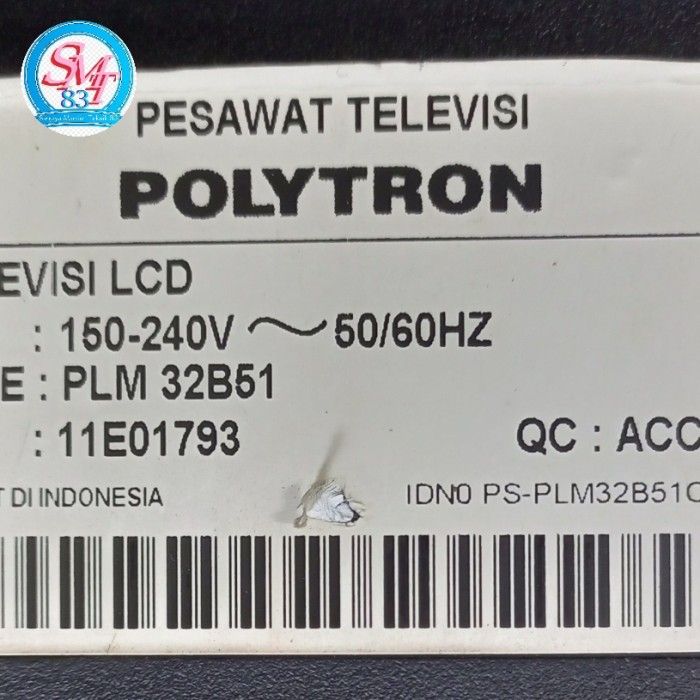 SMT
83
PESAWAT TELEVISI
POLYTRON
EVISI LCD
: 150-240V ~ 50/60HZ
E : PLM 32B51
: 11E01793
QC : ACC
T DI INDONESIA
IDN0 PS-PLM32B51C